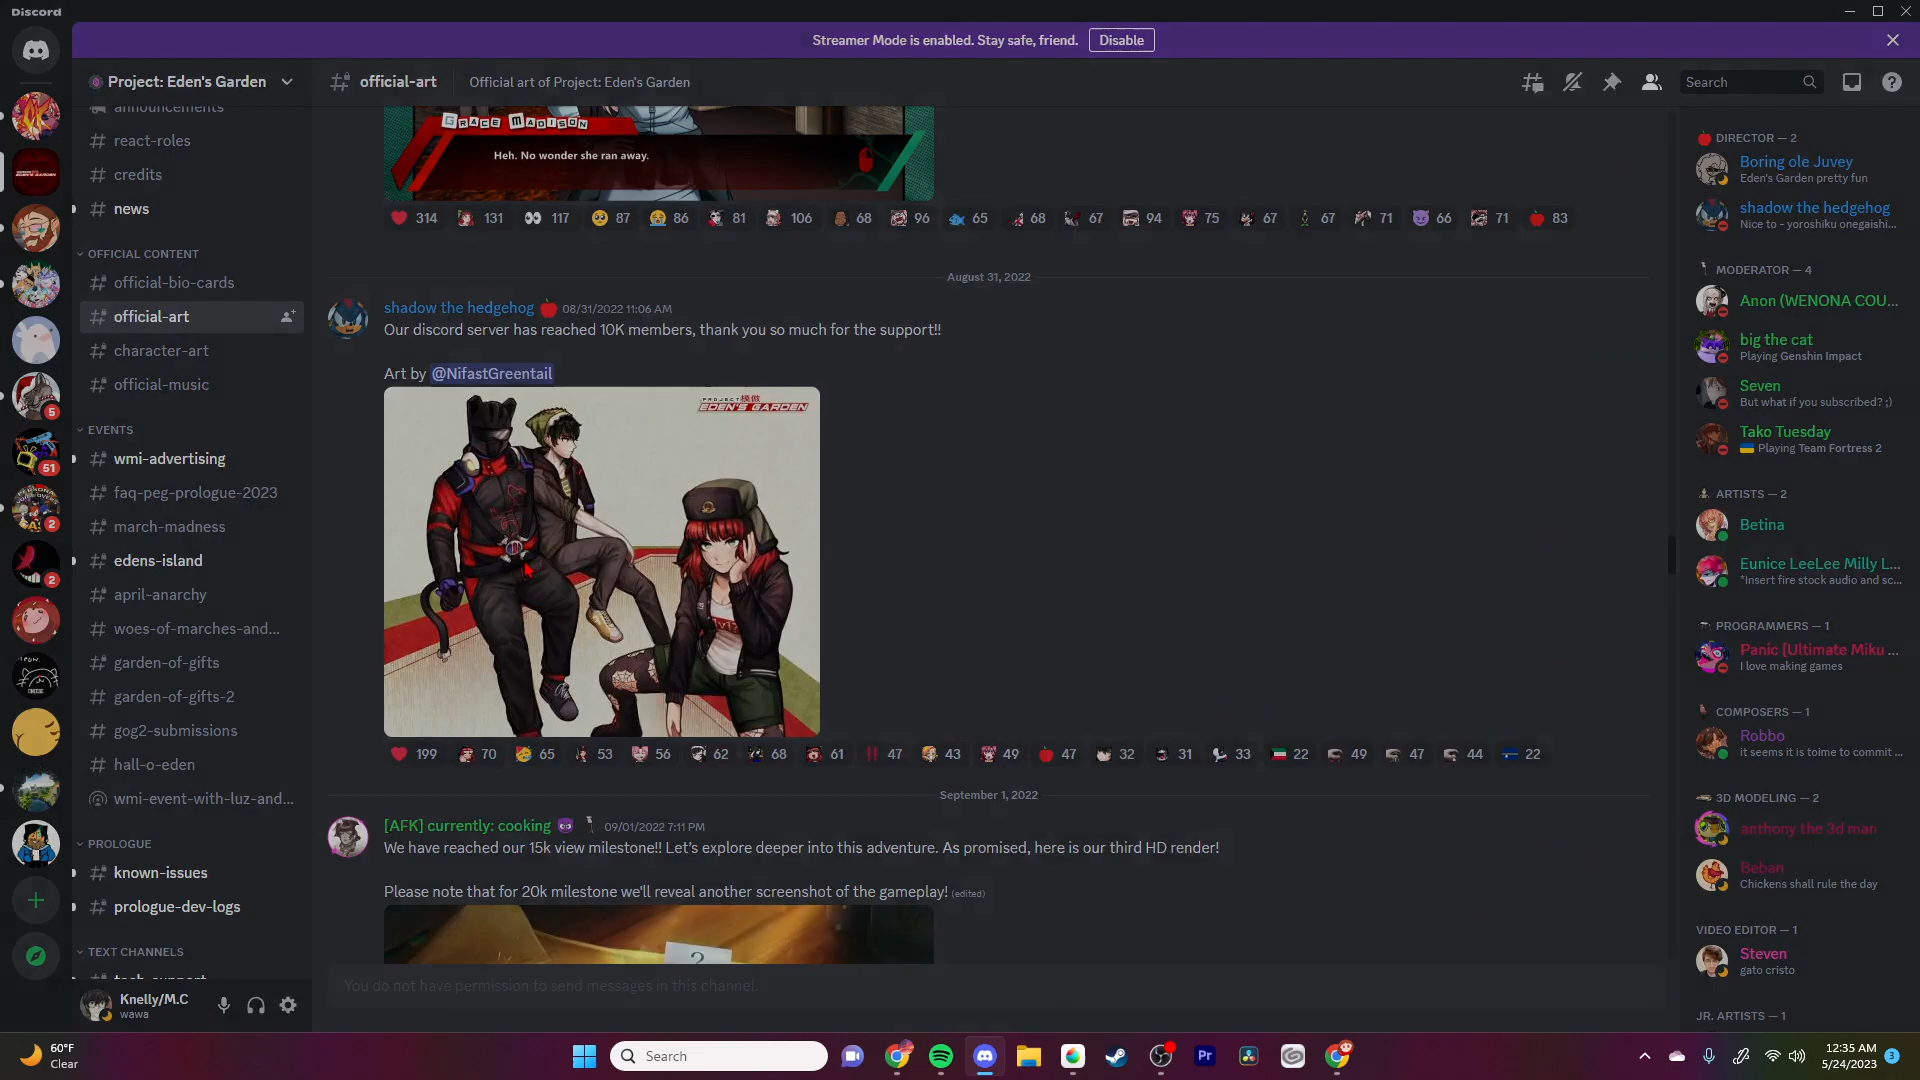 Discord
Streamer Mode is enabled. Stay safe, friend.
Disable
Project: Eden's Garden
official-art
Official art of Project: Eden's Garden
Search
announcements
react-roles
credits
news
OFFICIAL CONTENT
official-bio-cards
official-art
character-art
official-music
EVENTS
wmi-advertising
faq-peg-prologue-2023
march-madness
edens-island
april-anarchy
woes-of-marches-and...
garden-of-gifts
garden-of-gifts-2
gog2-submissions
hall-o-eden
wmi-event-with-luz-and...
PROLOGUE
known-issues
prologue-dev-logs
TEXT CHANNELS
tech-support
Knelly/M.C
wawa
5
51
2
2
GRACE MADISON
Heh. No wonder she ran away.
314 131 117 87 86 81 106 68 96 65 68 67 94 75 67 67 71 66 71 83
August 31, 2022
shadow the hedgehog 08/31/2022 11:06 AM
Our discord server has reached 10K members, thank you so much for the support!!
Art by @NifastGreentail
PROJECT
EDEN'S GARDEN
199 70 65 53 56 62 68 61 47 43 49 47 32 31 33 22 49 47 44 22
September 1, 2022
[AFK] currently: cooking 09/01/2022 7:11 PM
We have reached our 15k view milestone!! Let's explore deeper into this adventure. As promised, here is our third HD render!
Please note that for 20k milestone we'll reveal another screenshot of the gameplay! (edited)
?
You do not have permission to send messages in this channel.
DIRECTOR — 2
Boring ole Juvey
Eden's Garden pretty fun
shadow the hedgehog
Nice to - yoroshiku onegaishi...
MODERATOR — 4
Anon (WENONA COU...
big the cat
Playing Genshin Impact
Seven
But what if you subscribed? ;)
Tako Tuesday
Playing Team Fortress 2
ARTISTS — 2
Betina
Eunice LeeLee Milly L...
*Insert fire stock audio and sc...
PROGRAMMERS — 1
Panic [Ultimate Miku ...
I love making games
COMPOSERS — 1
Robbo
it seems it is toime to commit ...
3D MODELING — 2
anthony the 3d man
Beban
Chickens shall rule the day
VIDEO EDITOR — 1
Steven
gato cristo
JR. ARTISTS — 1
60°F
Clear
Search
Pr
12:35 AM
5/24/2023
3